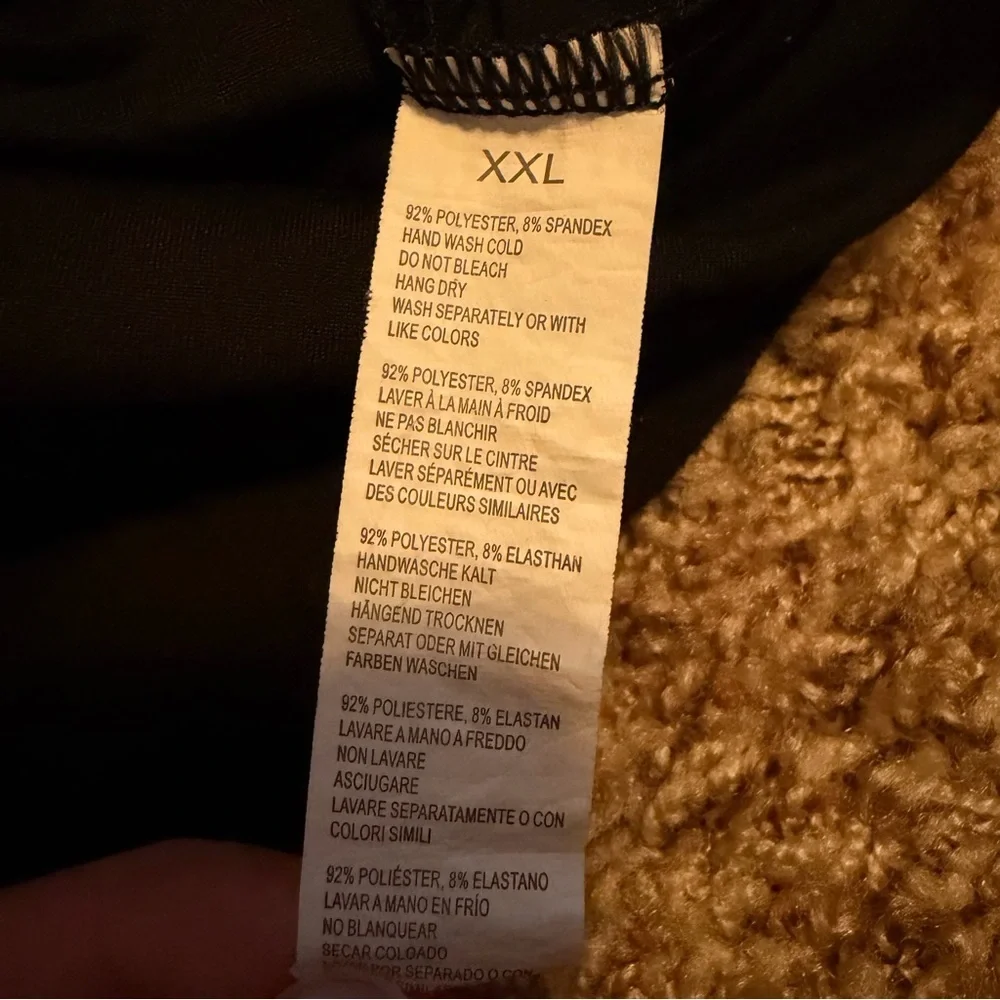 XXL
92% POLYESTER, 8% SPANDEX
HAND WASH COLD
DO NOT BLEACH
HANG DRY
WASH SEPARATELY OR WITH
LIKE COLORS
92% POLYESTER, 8% SPANDEX
LAVER À LA MAIN À FROID
NE PAS BLANCHIR
SÉCHER SUR LE CINTRE
LAVER SÉPARÉMENT OU AVEC
DES COULEURS SIMILAIRES
92% POLYESTER, 8% ELASTHAN
HANDWASCHE KALT
NICHT BLEICHEN
HÄNGEND TROCKNEN
SEPARAT ODER MIT GLEICHEN
FARBEN WASCHEN
92% POLIESTERE, 8% ELASTAN
LAVARE A MANO A FREDDO
NON LAVARE
ASCIUGARE
LAVARE SEPARATAMENTE O CON
COLORI SIMILI
92% POLIÉSTER, 8% ELASTANO
LAVAR A MANO EN FRÍO
NO BLANQUEAR
SECAR COLGADO
POR SEPARADO O CON